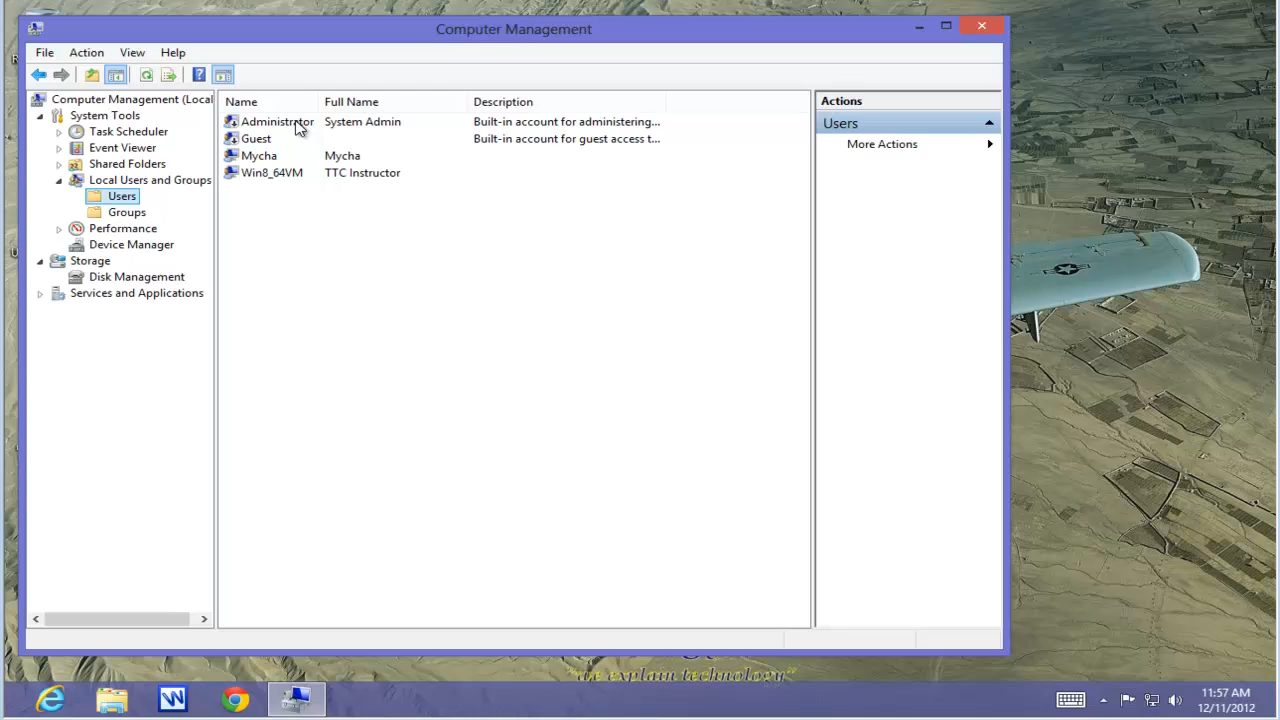 Computer Management
File Action View Help
Computer Management (Local
System Tools
Task Scheduler
Event Viewer
Shared Folders
Local Users and Groups
Users
Groups
Performance
Device Manager
Storage
Disk Management
Services and Applications
Name Full Name Description
Administrator System Admin Built-in account for administering...
Guest Built-in account for guest access t...
Mycha Mycha
Win8_64VM TTC Instructor
Actions
Users
More Actions
technology"
11:57 AM
12/11/2012